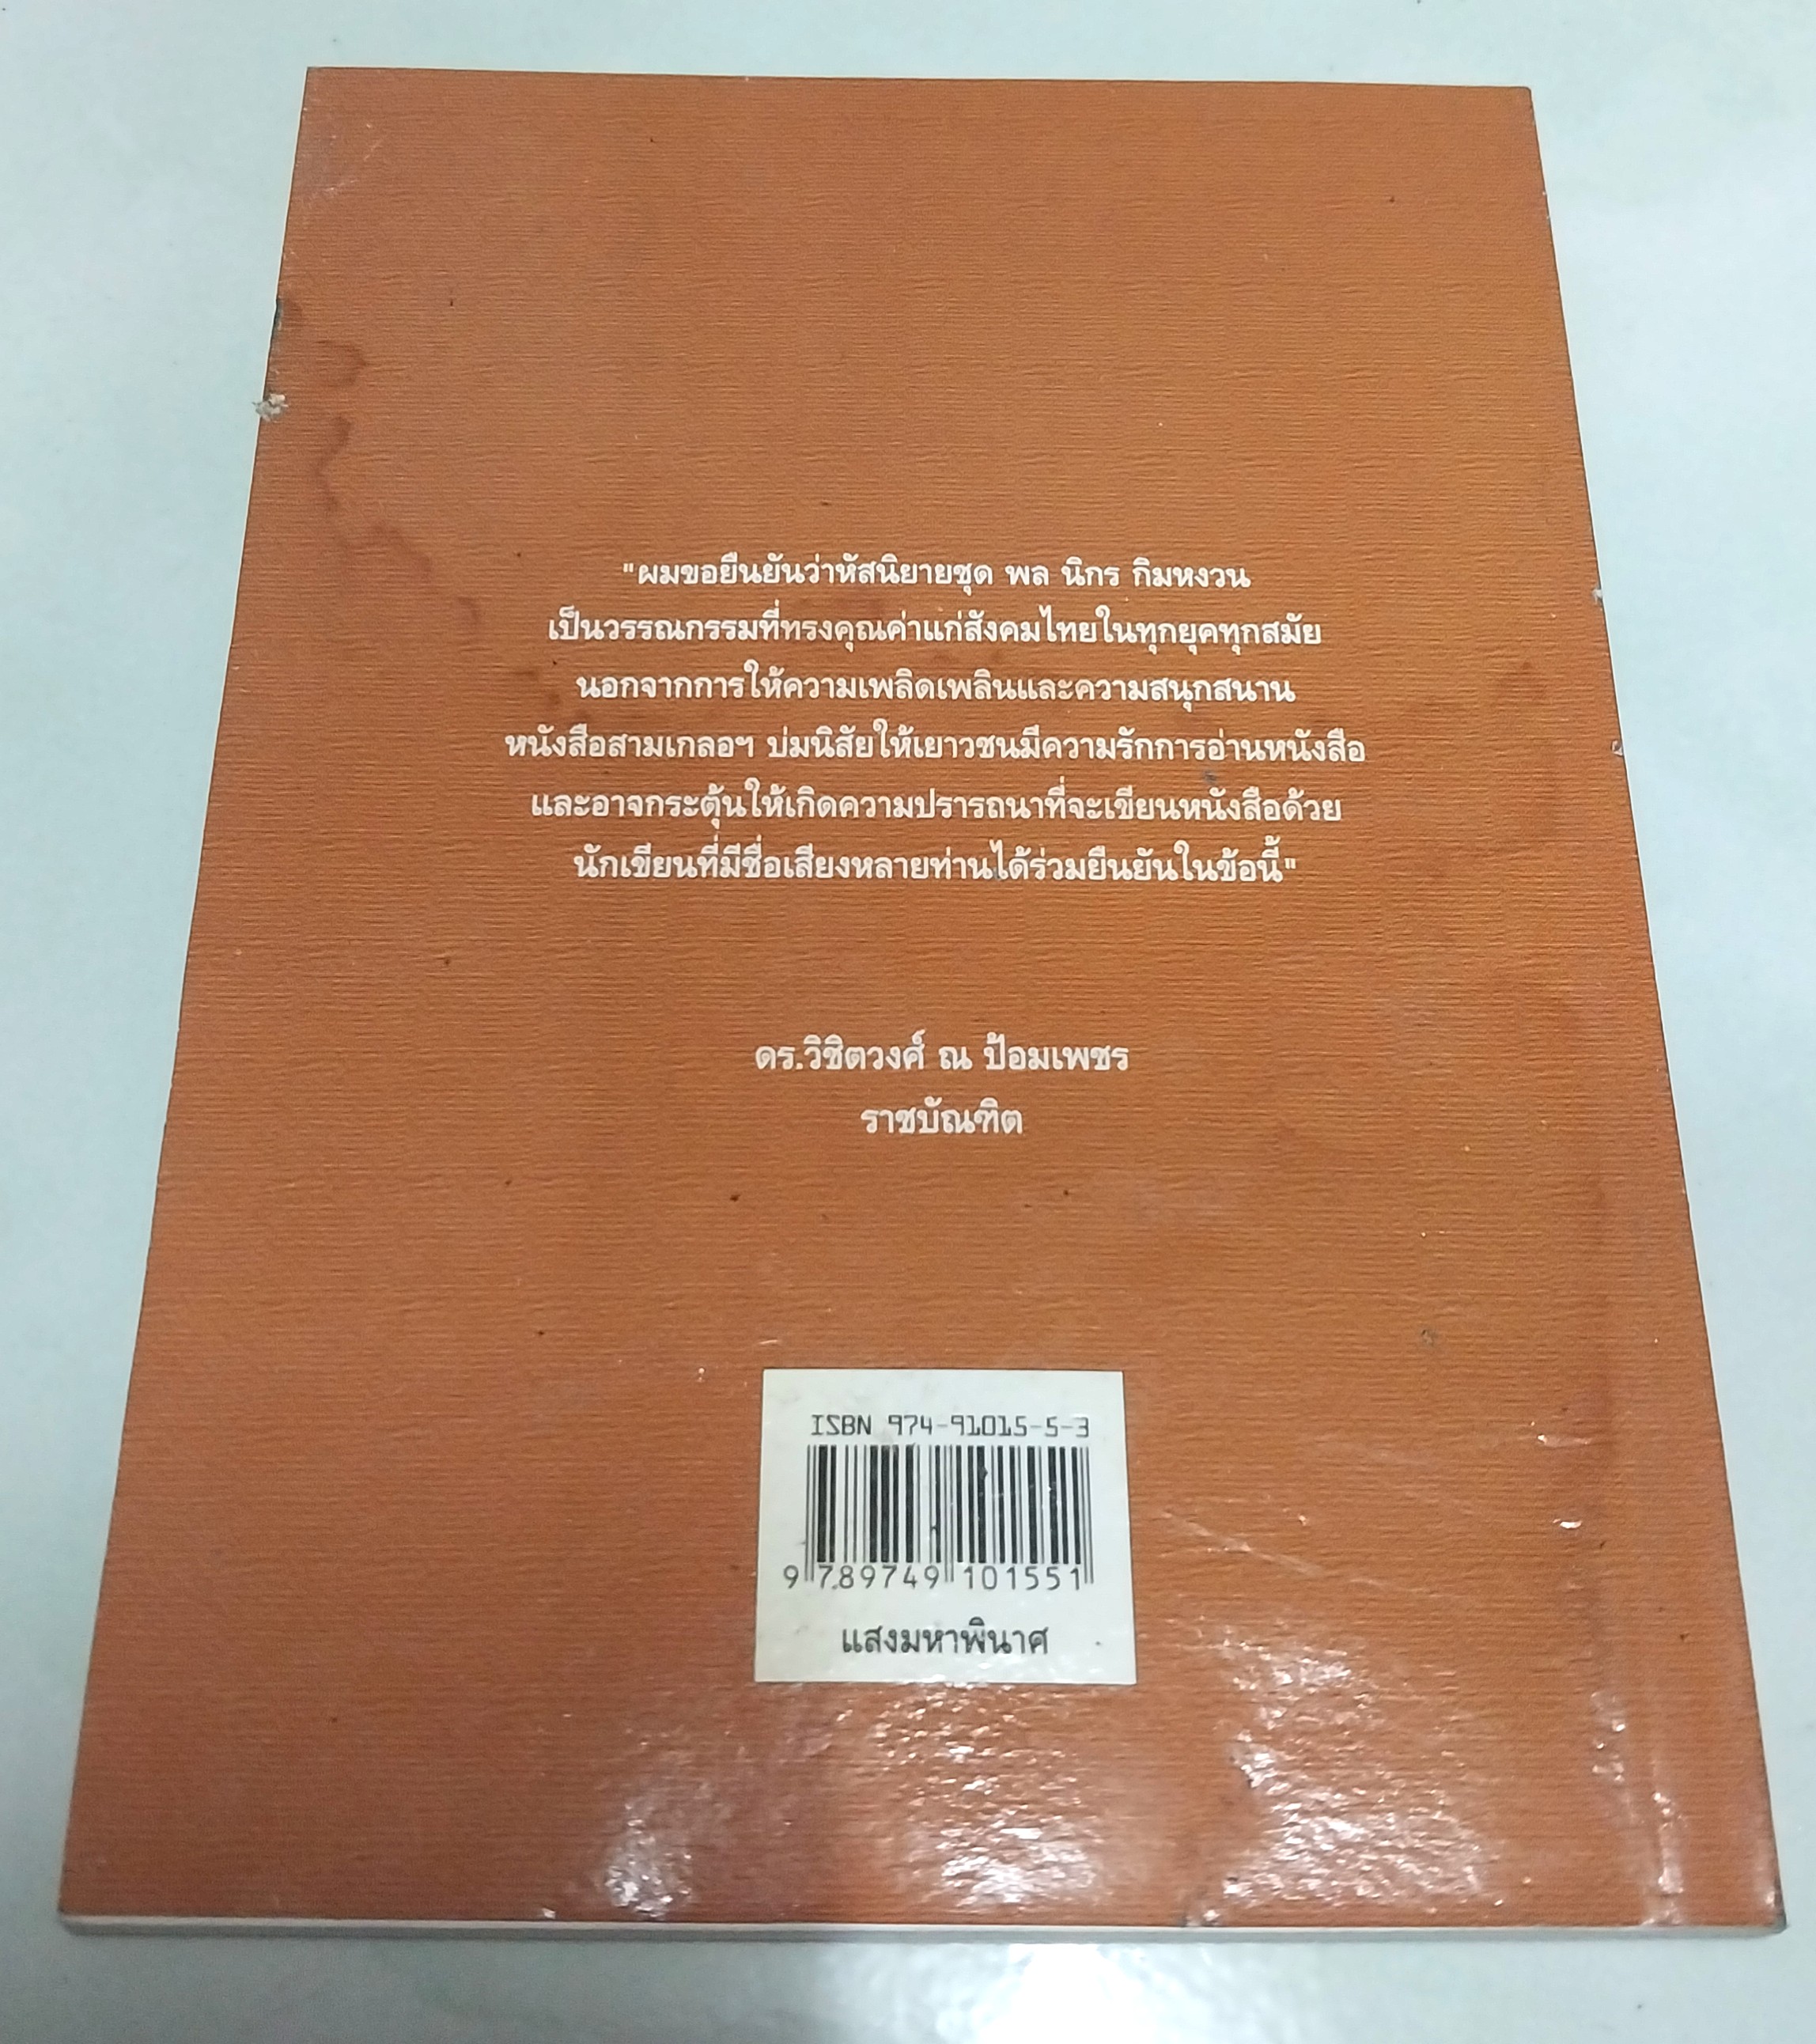 "ผมขอยืนยันว่าหัสนิยายชุด พล นิกร กิมหงวน
เป็นวรรณกรรมที่ทรงคุณค่าแก่สังคมไทยในทุกยุคทุกสมัย
นอกจากการให้ความเพลิดเพลินและความสนุกสนาน
หนังสือสามเกลอฯ บ่มนิสัยให้เยาวชนมีความรักการอ่านหนังสือ
และอาจกระตุ้นให้เกิดความปรารถนาที่จะเขียนหนังสือด้วย
นักเขียนที่มีชื่อเสียงหลายท่านได้ร่วมยืนยันในข้อนี้"
ดร.วิชิตวงศ์ ณ ป้อมเพชร
ราชบัณฑิต
ISBN 974-91015-5-3
9 789749 101551
แสงมหาพินาศ